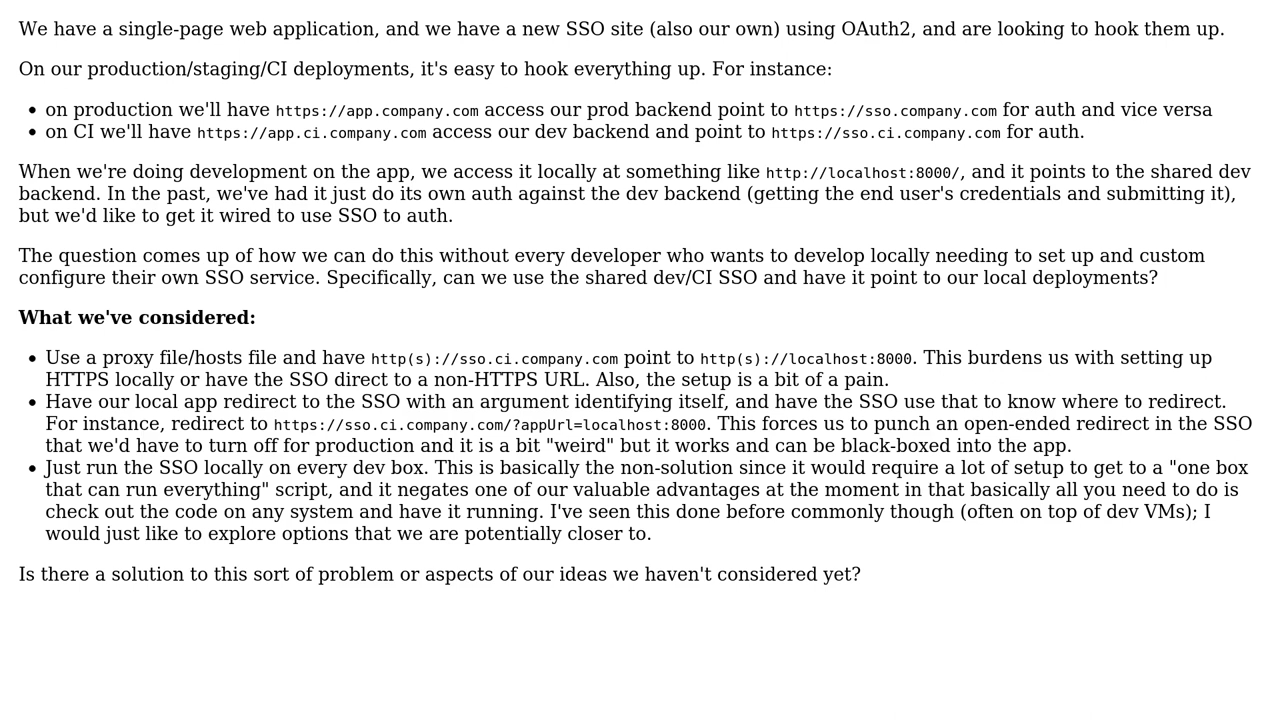 We have a single-page web application, and we have a new SSO site (also our own) using OAuth2, and are looking to hook them up.
On our production/staging/CI deployments, it's easy to hook everything up. For instance:
• on production we'll have https://app.company.com access our prod backend point to https://sso.company.com for auth and vice versa
• on CI we'll have https://app.ci.company.com access our dev backend and point to https://sso.ci.company.com for auth.
When we're doing development on the app, we access it locally at something like http://localhost:8000/, and it points to the shared dev
backend. In the past, we've had it just do its own auth against the dev backend (getting the end user's credentials and submitting it),
but we'd like to get it wired to use SSO to auth.
The question comes up of how we can do this without every developer who wants to develop locally needing to set up and custom
configure their own SSO service. Specifically, can we use the shared dev/CI SSO and have it point to our local deployments?
What we've considered:
• Use a proxy file/hosts file and have http(s)://sso.ci.company.com point to http(s)://localhost:8000. This burdens us with setting up
HTTPS locally or have the SSO direct to a non-HTTPS URL. Also, the setup is a bit of a pain.
• Have our local app redirect to the SSO with an argument identifying itself, and have the SSO use that to know where to redirect.
For instance, redirect to https://sso.ci.company.com/?appUrl=localhost:8000. This forces us to punch an open-ended redirect in the SSO
that we'd have to turn off for production and it is a bit "weird" but it works and can be black-boxed into the app.
• Just run the SSO locally on every dev box. This is basically the non-solution since it would require a lot of setup to get to a "one box
that can run everything" script, and it negates one of our valuable advantages at the moment in that basically all you need to do is
check out the code on any system and have it running. I've seen this done before commonly though (often on top of dev VMs); I
would just like to explore options that we are potentially closer to.
Is there a solution to this sort of problem or aspects of our ideas we haven't considered yet?